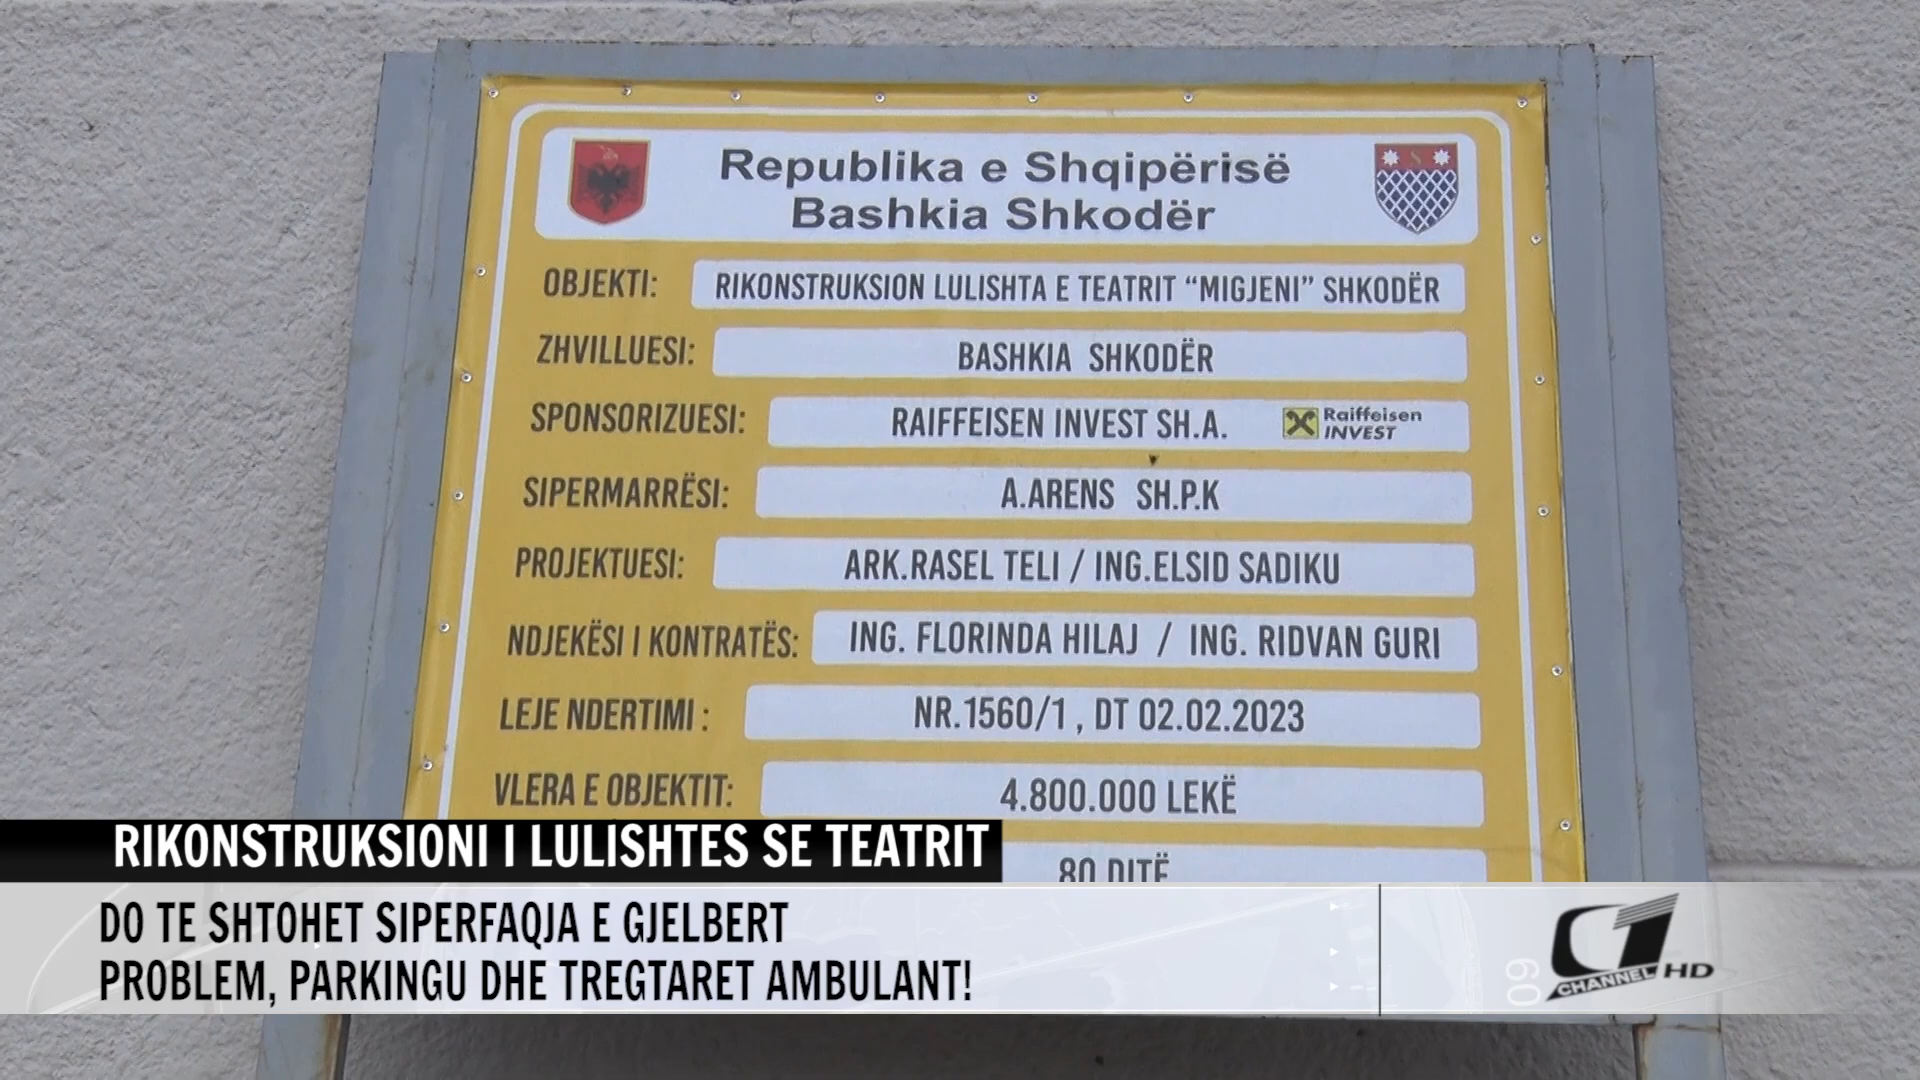 Republika e Shqipërisë
Bashkia Shkodër
OBJEKTI: RIKONSTRUKSION LULISHTA E TEATRIT “MIGJENI” SHKODËR
ZHVILLUESI: BASHKIA SHKODËR
SPONSORIZUESI: RAIFFEISEN INVEST SH.A. Raiffeisen INVEST
SIPERMARRËSI: A.ARENS SH.P.K
PROJEKTUESI: ARK.RASEL TELI / ING.ELSID SADIKU
NDJEKËSI I KONTRATËS: ING. FLORINDA HILAJ / ING. RIDVAN GURI
LEJE NDERTIMI : NR.1560/1 , DT 02.02.2023
VLERA E OBJEKTIT: 4.800.000 LEKË
80 DITË
RIKONSTRUKSIONI I LULISHTES SE TEATRIT
DO TE SHTOHET SIPERFAQJA E GJELBERT
PROBLEM, PARKINGU DHE TREGTARET AMBULANT!
09
C1
CHANNEL HD